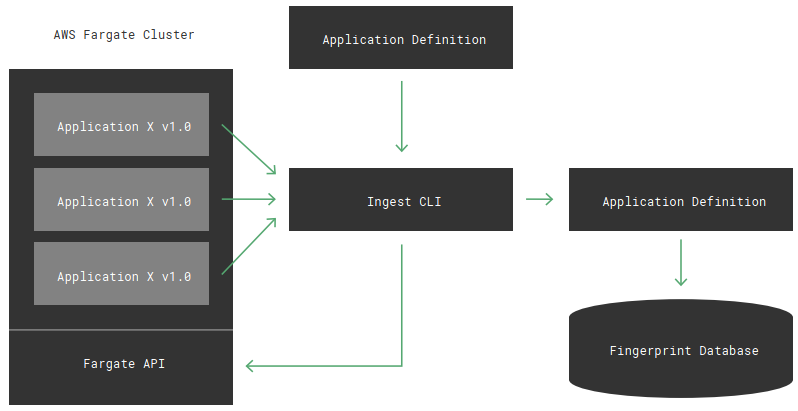 AWS Fargate Cluster
Application Definition
Application X v1.0
Application X v1.0
Application X v1.0
Ingest CLI
Application Definition
Fargate API
Fingerprint Database